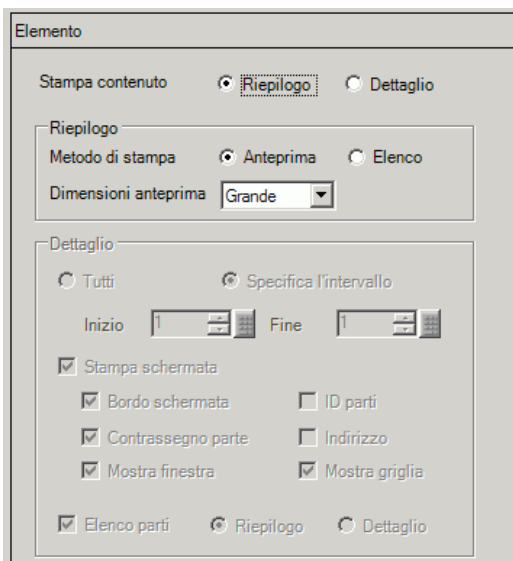 Elemento
Stampa contenuto Riepilogo Dettaglio
Riepilogo
Metodo di stampa Anteprima Elenco
Dimensioni anteprima Grande
Dettaglio
Tutti Specifica l'intervallo
Inizio 1 Fine 1
Stampa schermata
Bordo schermata ID parti
Contrassegno parte Indirizzo
Mostra finestra Mostra griglia
Elenco parti Riepilogo Dettaglio